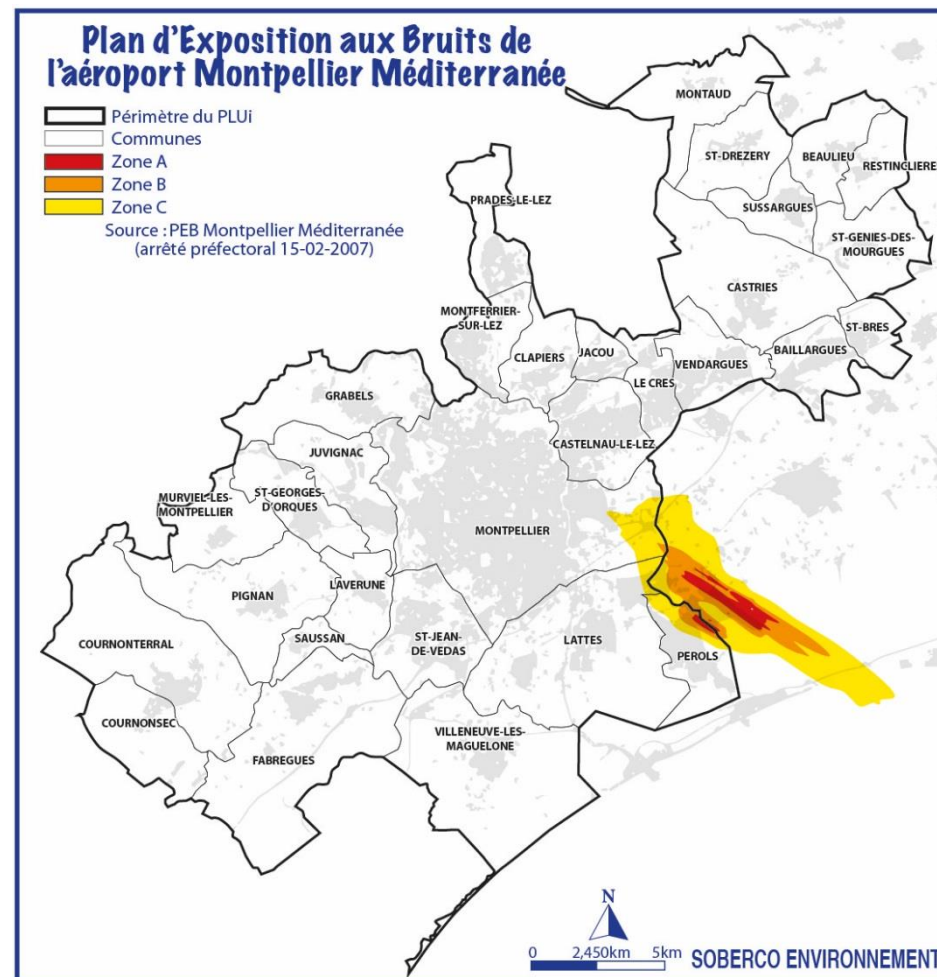 Plan d'Exposition aux Bruits de
l'aéroport Montpellier Méditerranée
Périmètre du PLUi
Communes
Zone A
Zone B
Zone C
Source : PEB Montpellier Méditerranée
(arrêté préfectoral 15-02-2007)
MONTAUD
ST-DREZERY
BEAULIEU
RESTINCLIERE
PRADES-LE-LEZ
SUSSARGUES
ST-GENIES-DES-
MOURGUES
CASTRIES
MONTFERRIER-
SUR-LEZ
ST-BRES
CLAPIERS
JACOU
VENDARGUES
BAILLARGUES
LE CRES
GRABELS
CASTELNAU-LE-LEZ
JUVIGNAC
MURVIEL-LES-
MONTPELLIER
ST-GEORGES-
D'ORQUES
MONTPELLIER
LAVERUNE
PIGNAN
COURNONTERRAL
SAUSSAN
ST-JEAN-
DE-VEDAS
LATTES
PEROLS
COURNONSEC
FABREGUES
VILLENEUVE-LES-
MAGUELONE
N
0 2,450km 5km
SOBERCO ENVIRONNEMENT